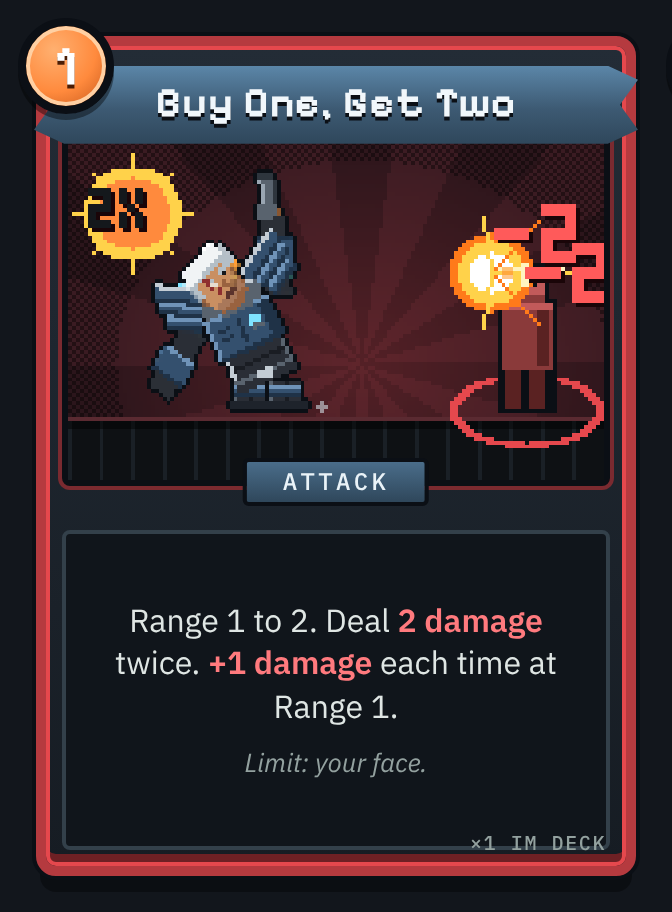 1
Buy One, Get Two
2X
2
2
ATTACK
Range 1 to 2. Deal 2 damage
twice. +1 damage each time at
Range 1.
Limit: your face.
×1 IM DECK